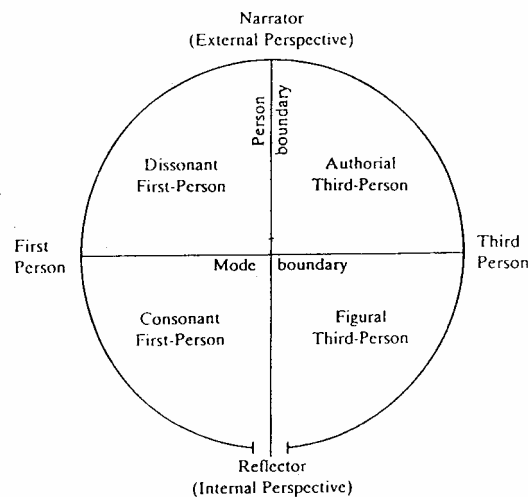 Narrator
(External Perspective)
Person
boundary
Dissonant
First-Person
Authorial
Third-Person
First
Person
Third
Person
Mode boundary
Consonant
First-Person
Figural
Third-Person
Reflector
(Internal Perspective)